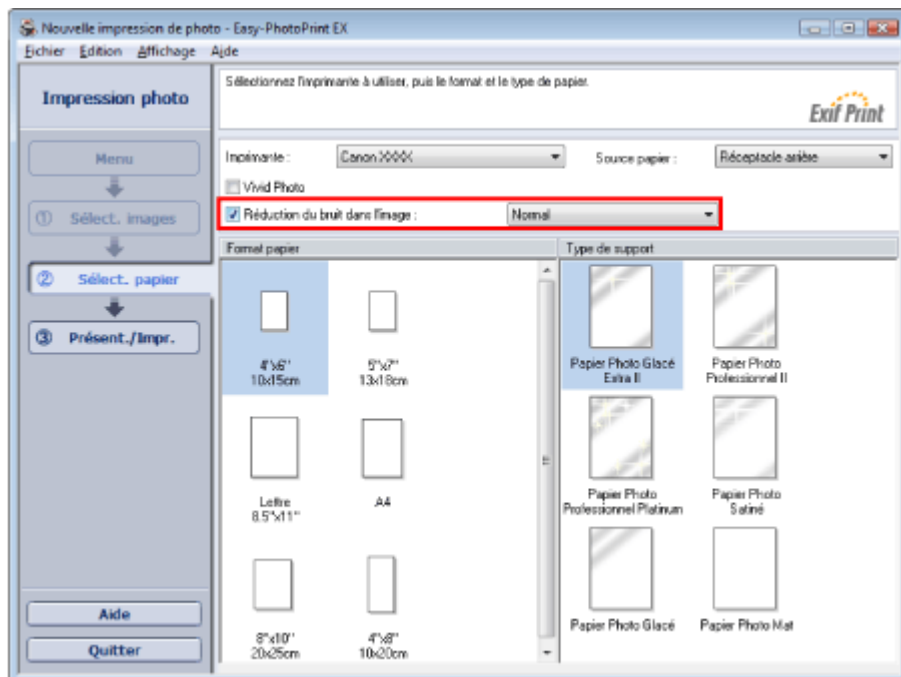 Nouvelle impression de photo - Easy-PhotoPrint EX
Fichier Edition Affichage Aide
Impression photo
Sélectionnez l'imprimante à utiliser, puis le format et le type de papier.
Exif Print
Menu
① Sélect. images
② Sélect. papier
③ Présent./Impr.
Aide
Quitter
Imprimante : Canon XXXX Source papier : Réceptacle arrière
Vivid Photo
Réduction du bruit dans l'image : Normal
Format papier
4"x6"
10x15cm
5"x7"
13x18cm
Lettre
8.5"x11"
A4
8"x10"
20x25cm
4"x8"
10x20cm
Type de support
Papier Photo Glacé
Extra II
Papier Photo
Professionnel II
Papier Photo
Professionnel Platinum
Papier Photo
Satiné
Papier Photo Glacé
Papier Photo Mat